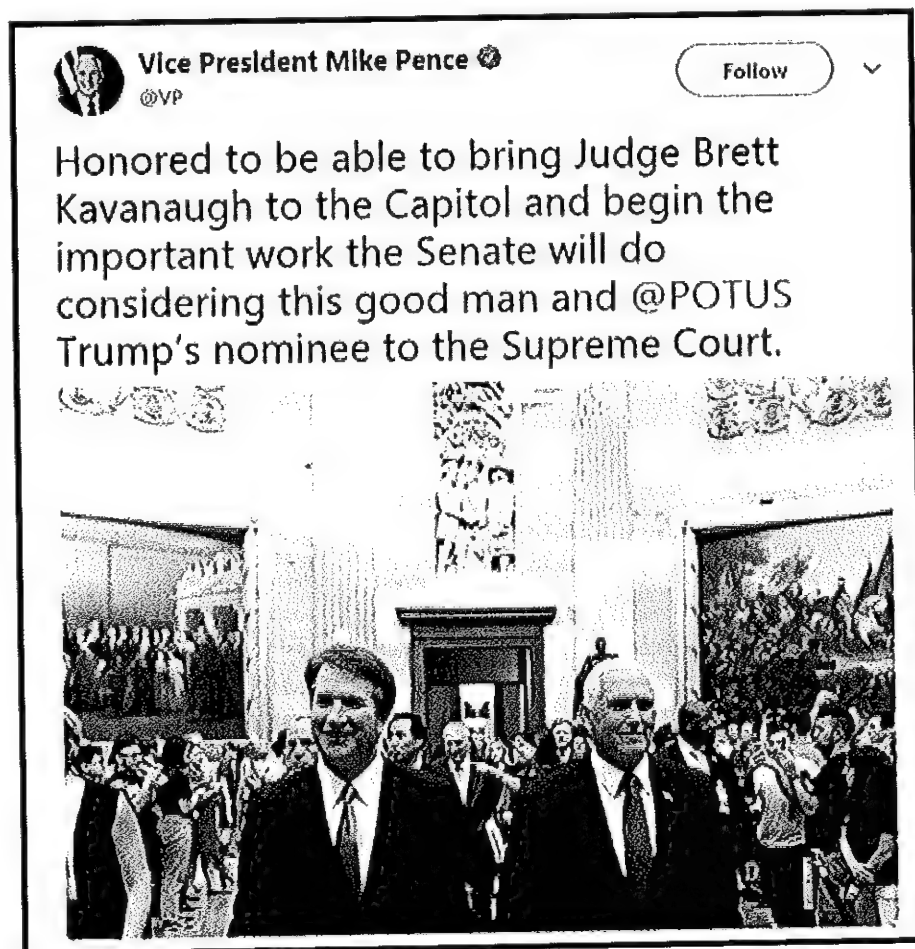 Vice President Mike Pence
@VP
Follow
Honored to be able to bring Judge Brett
Kavanaugh to the Capitol and begin the
important work the Senate will do
considering this good man and @POTUS
Trump's nominee to the Supreme Court.